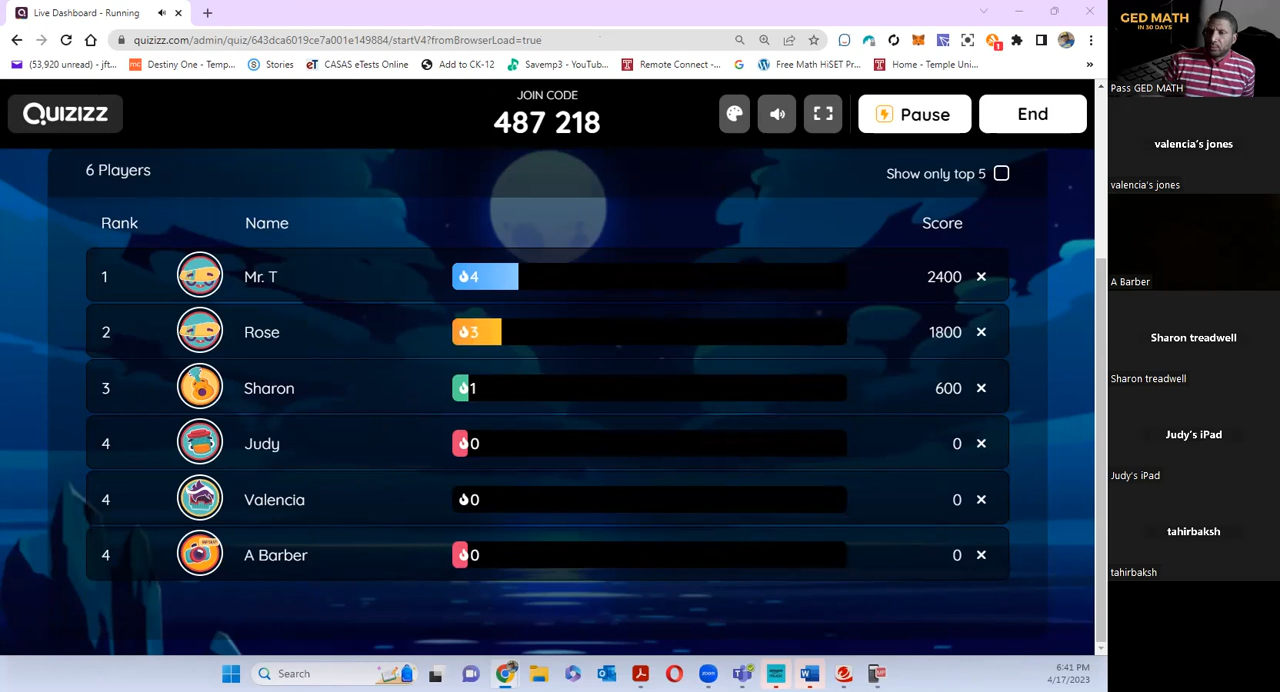 Live Dashboard - Running
quizizz.com/admin/quiz/643dca6019ce7a001e149884/startV4?fromBrowserLoad=true
(53,920 unread) - jft...
Destiny One - Temp...
Stories
CASAS eTests Online
Add to CK-12
Savemp3 - YouTub...
Remote Connect -...
Free Math HiSET Pr...
Home - Temple Uni...
»
QUIZIZZ
JOIN CODE
487 218
Pause
End
6 Players
Show only top 5
Rank Name Score
1 Mr. T 4 2400
2 Rose 3 1800
3 Sharon 1 600
4 Judy 0 0
4 Valencia 0 0
4 A Barber 0 0
Search
6:41 PM
4/17/2023
GED MATH
IN 30 DAYS
Pass GED MATH
valencia's jones
valencia's jones
A Barber
Sharon treadwell
Sharon treadwell
Judy's iPad
Judy's iPad
tahirbaksh
tahirbaksh